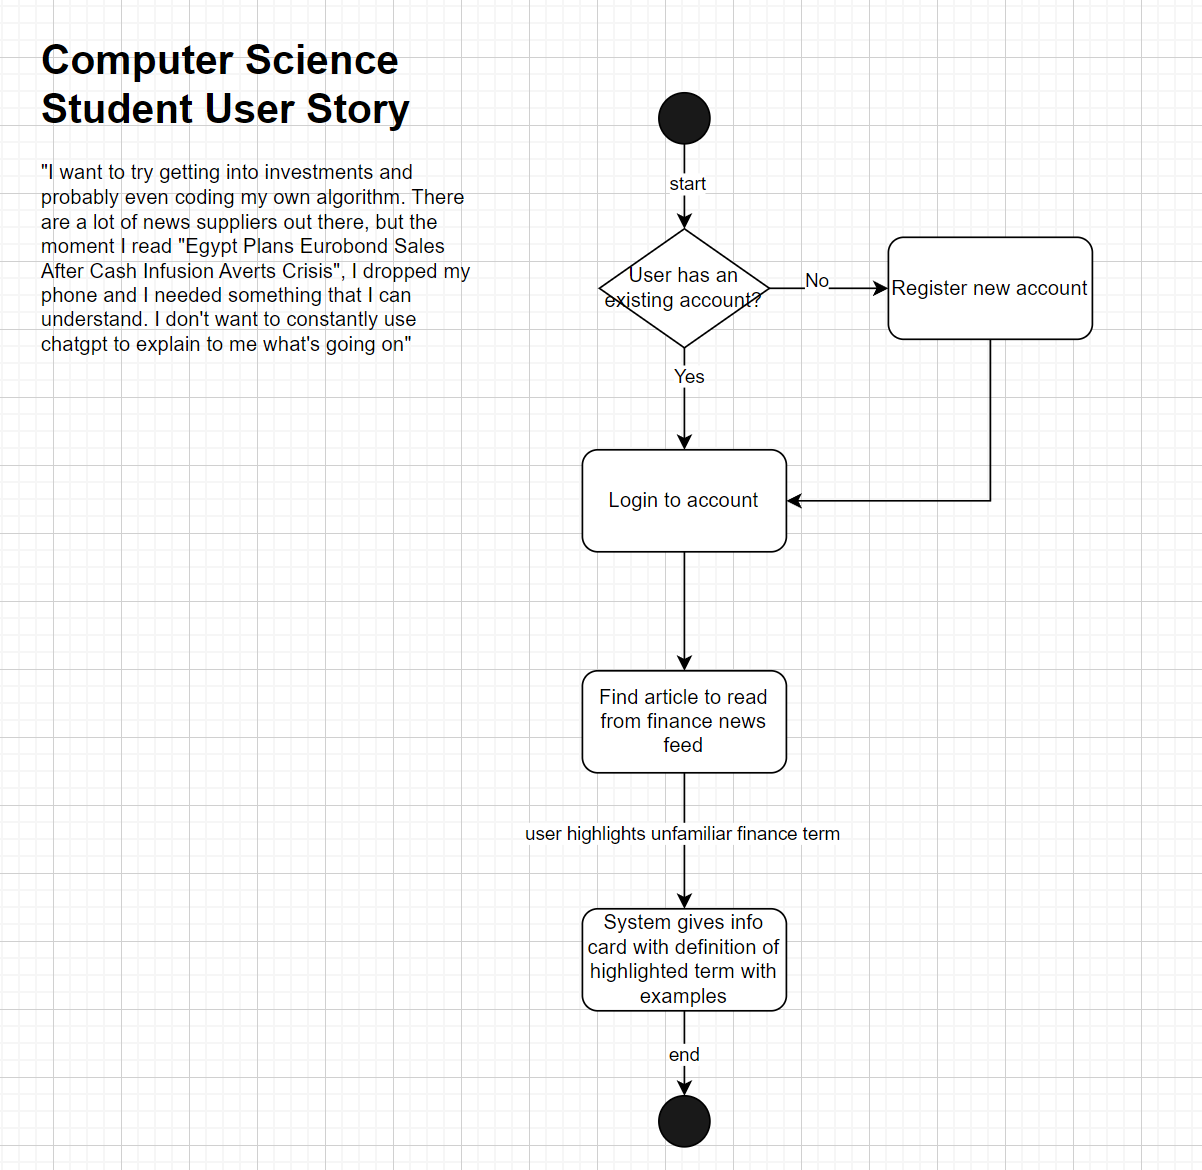 Computer Science
Student User Story
"I want to try getting into investments and
probably even coding my own algorithm. There
are a lot of news suppliers out there, but the
moment I read "Egypt Plans Eurobond Sales
After Cash Infusion Averts Crisis", I dropped my
phone and I needed something that I can
understand. I don't want to constantly use
chatgpt to explain to me what's going on"
start
User has an
existing account?
No
Register new account
Yes
Login to account
Find article to read
from finance news
feed
user highlights unfamiliar finance term
System gives info
card with definition of
highlighted term with
examples
end